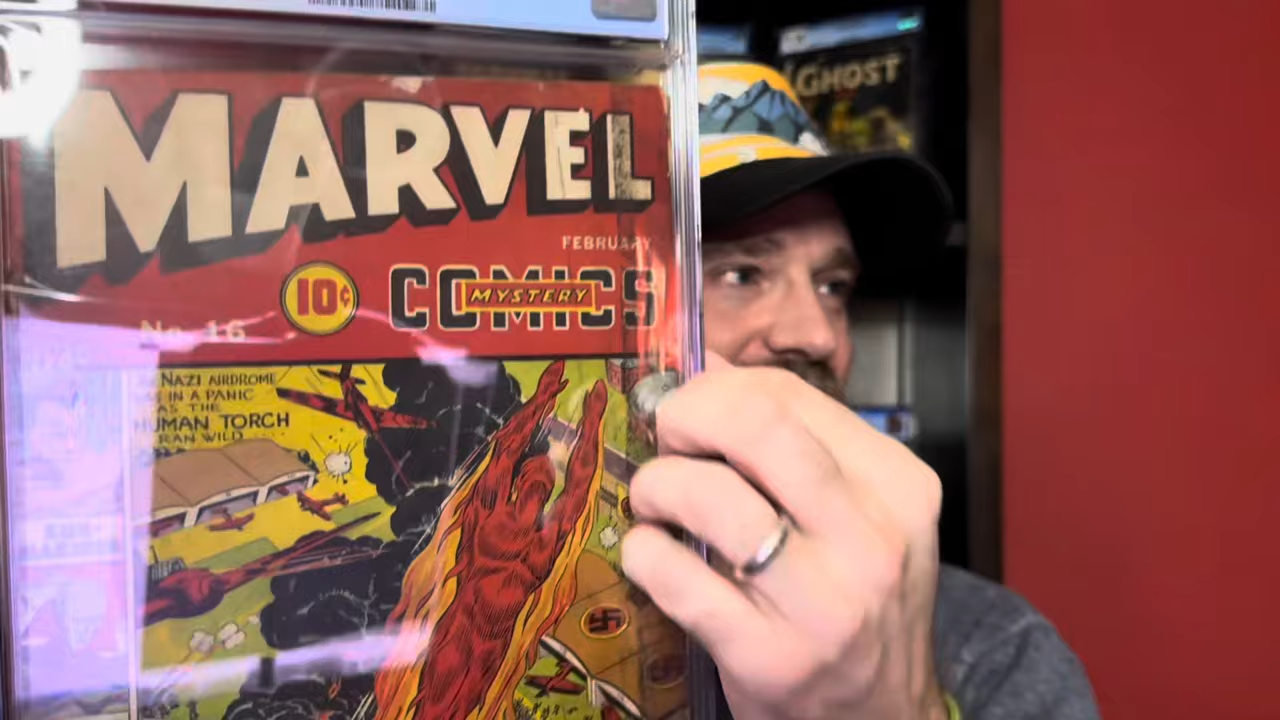 MARVEL
FEBRUARY
10¢
COMICS
MYSTERY
No. 16
NAZI AIRDROME
IN A PANIC
AS THE
HUMAN TORCH
RAN WILD
GHOST